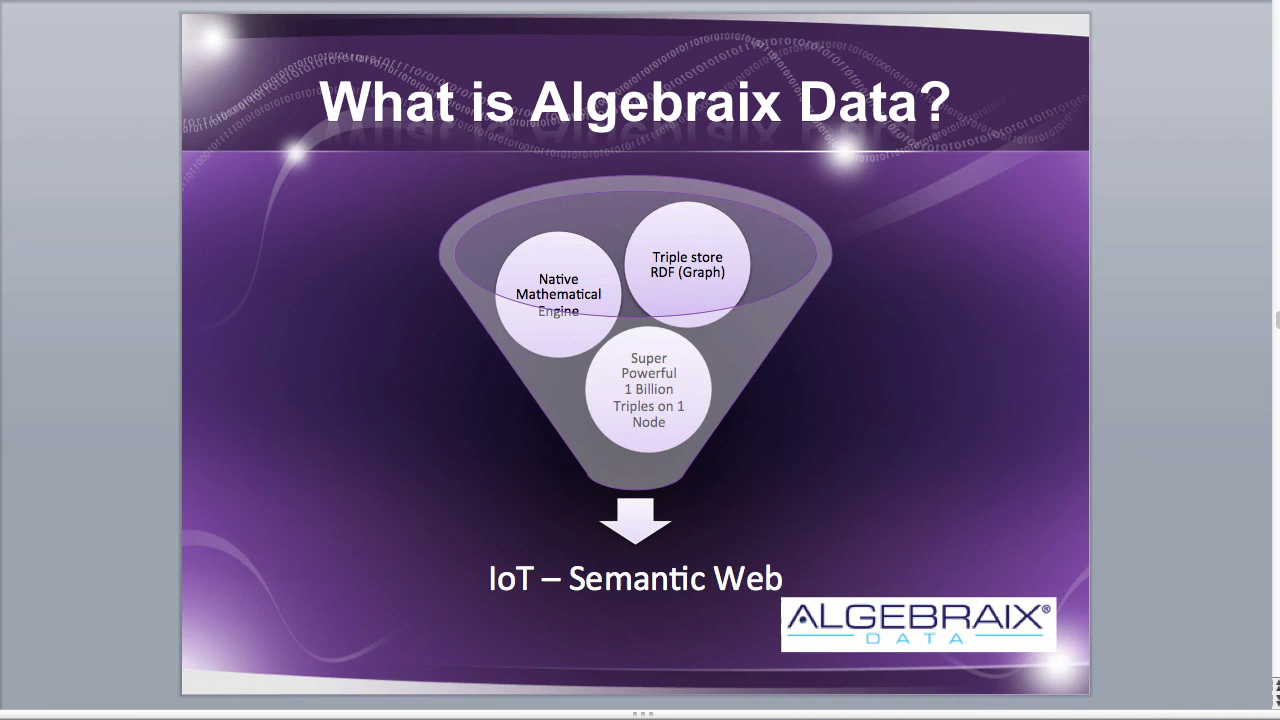 What is Algebraix Data?
Triple store
RDF (Graph)
Native
Mathematical
Engine
Super
Powerful
1 Billion
Triples on 1
Node
IoT – Semantic Web
ALGEBRAIX®
DATA